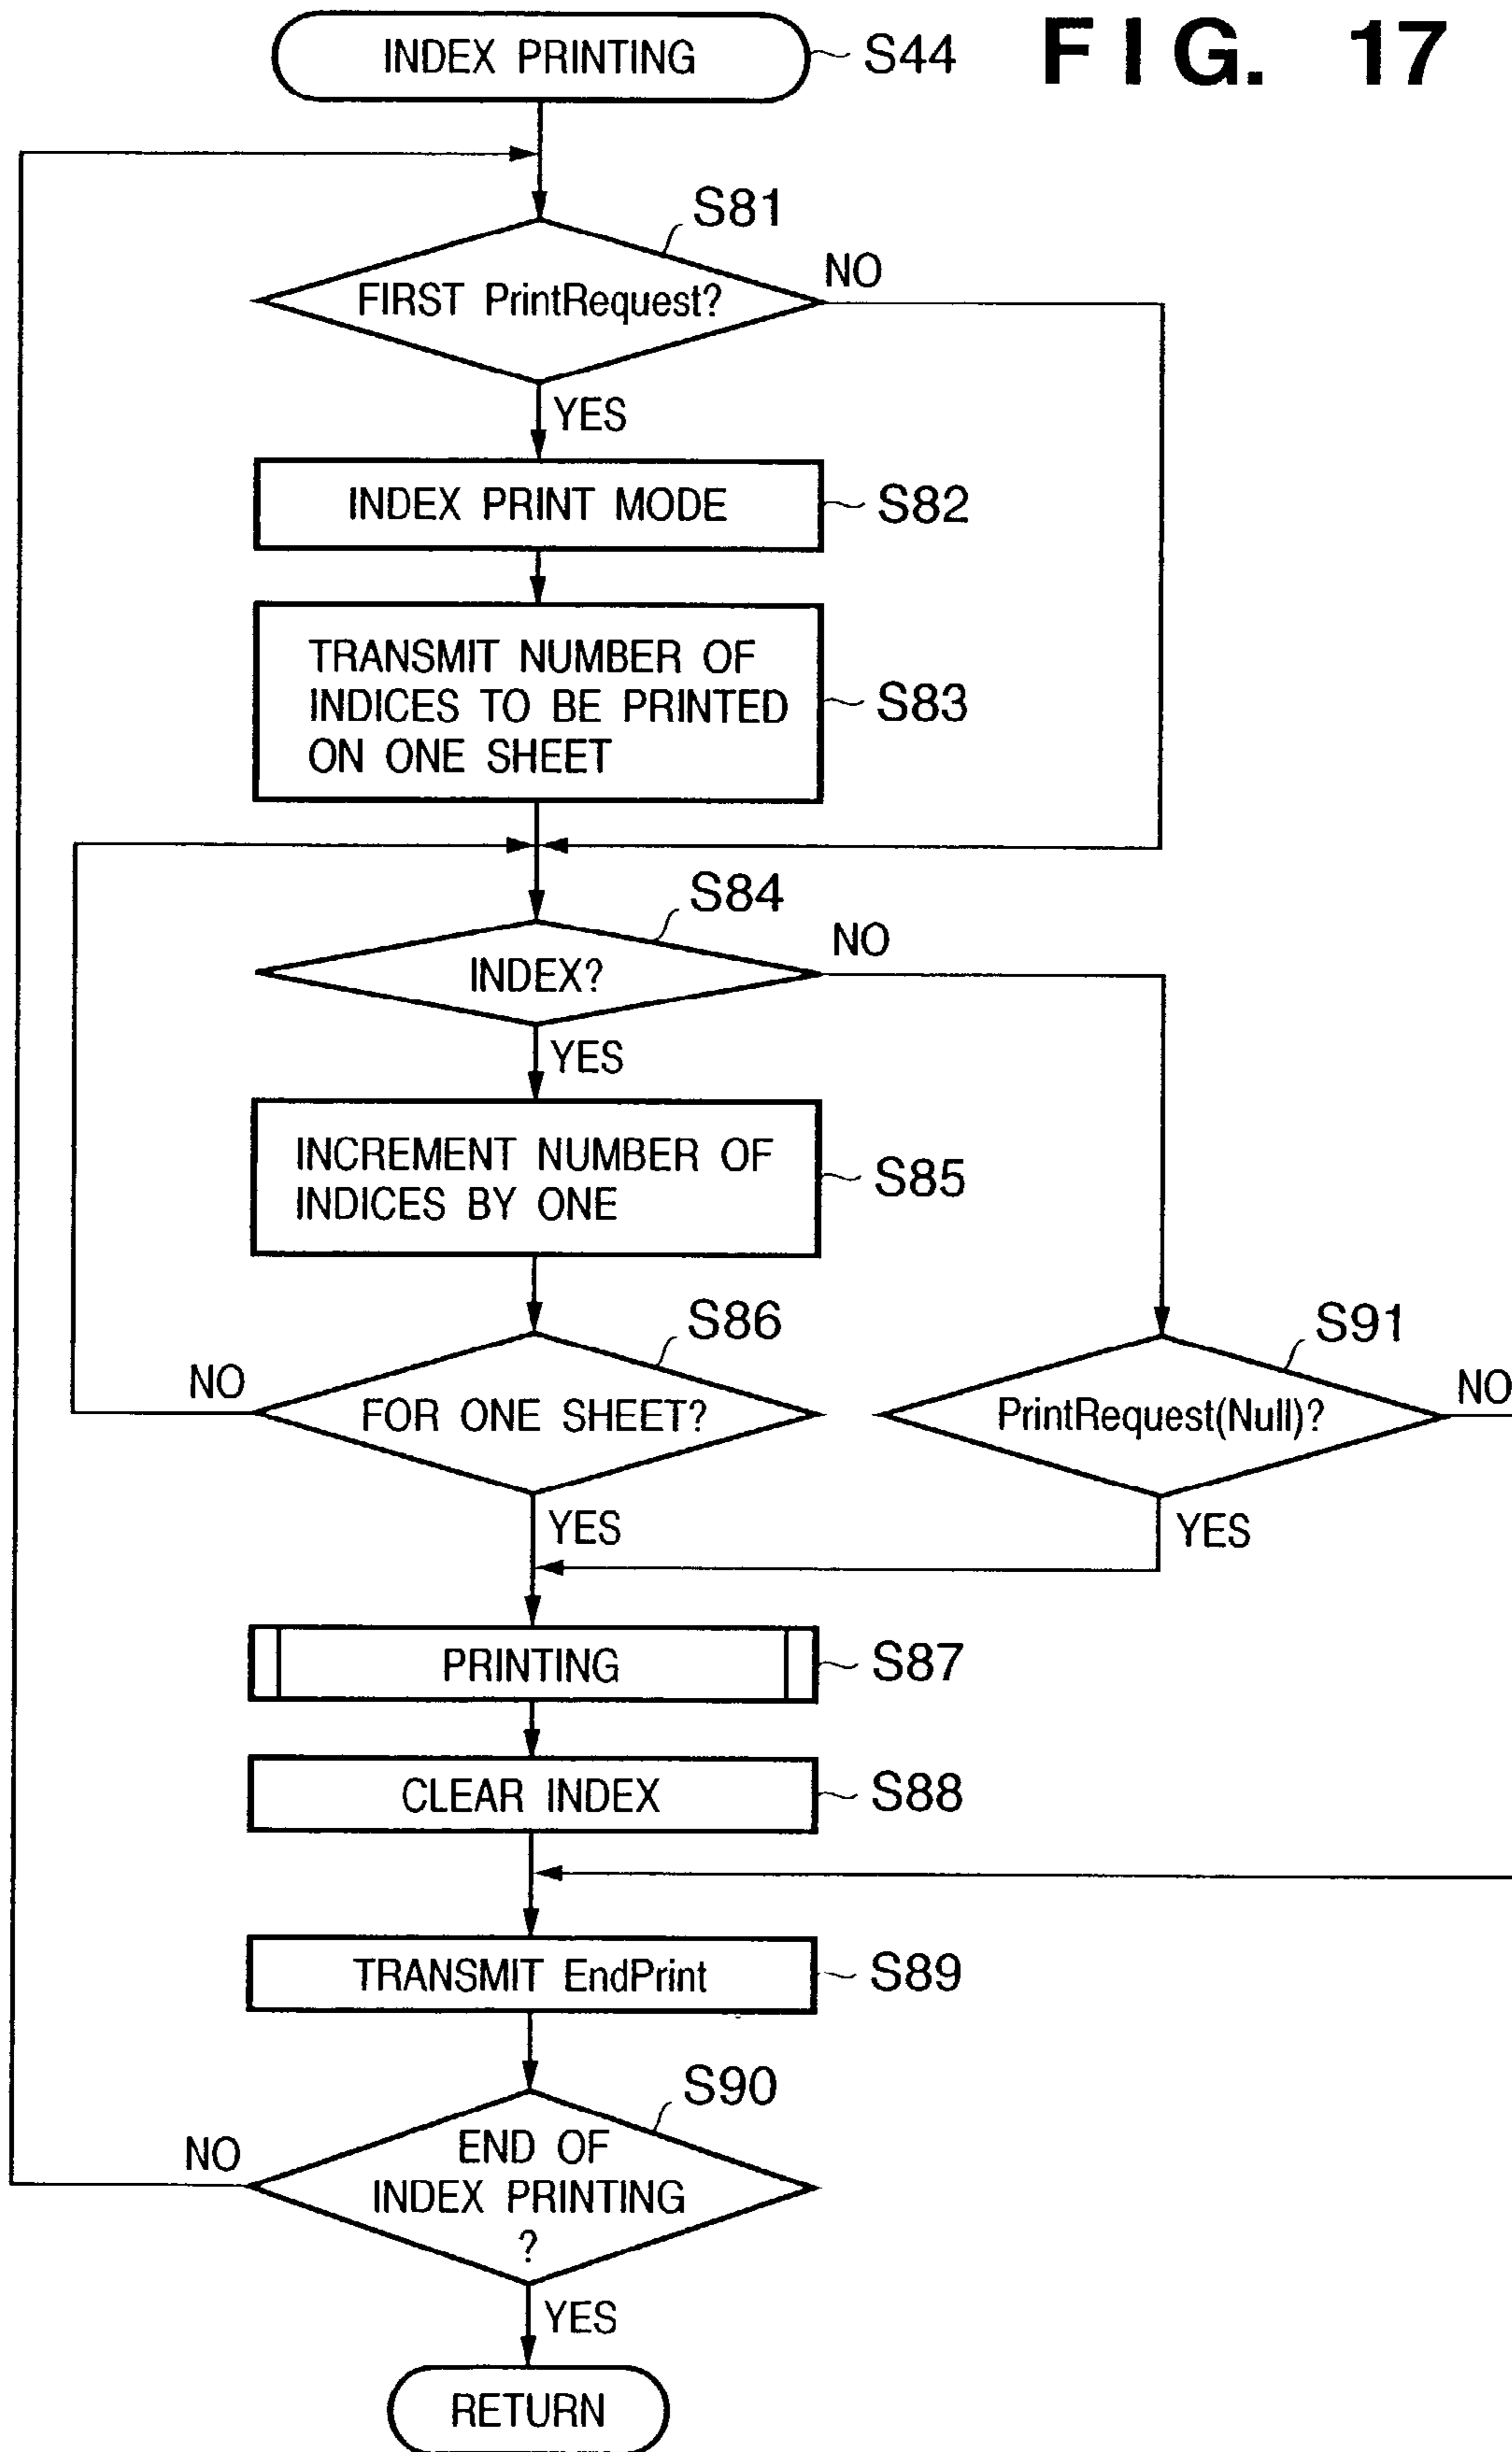 INDEX PRINTING
S44
FIG. 17
S81
FIRST PrintRequest?
NO
YES
INDEX PRINT MODE
S82
TRANSMIT NUMBER OF
INDICES TO BE PRINTED
ON ONE SHEET
S83
S84
INDEX?
NO
YES
INCREMENT NUMBER OF
INDICES BY ONE
S85
S86
FOR ONE SHEET?
NO
YES
S91
PrintRequest(Null)?
NO
YES
PRINTING
S87
CLEAR INDEX
S88
TRANSMIT EndPrint
S89
S90
END OF
INDEX PRINTING
?
NO
YES
RETURN